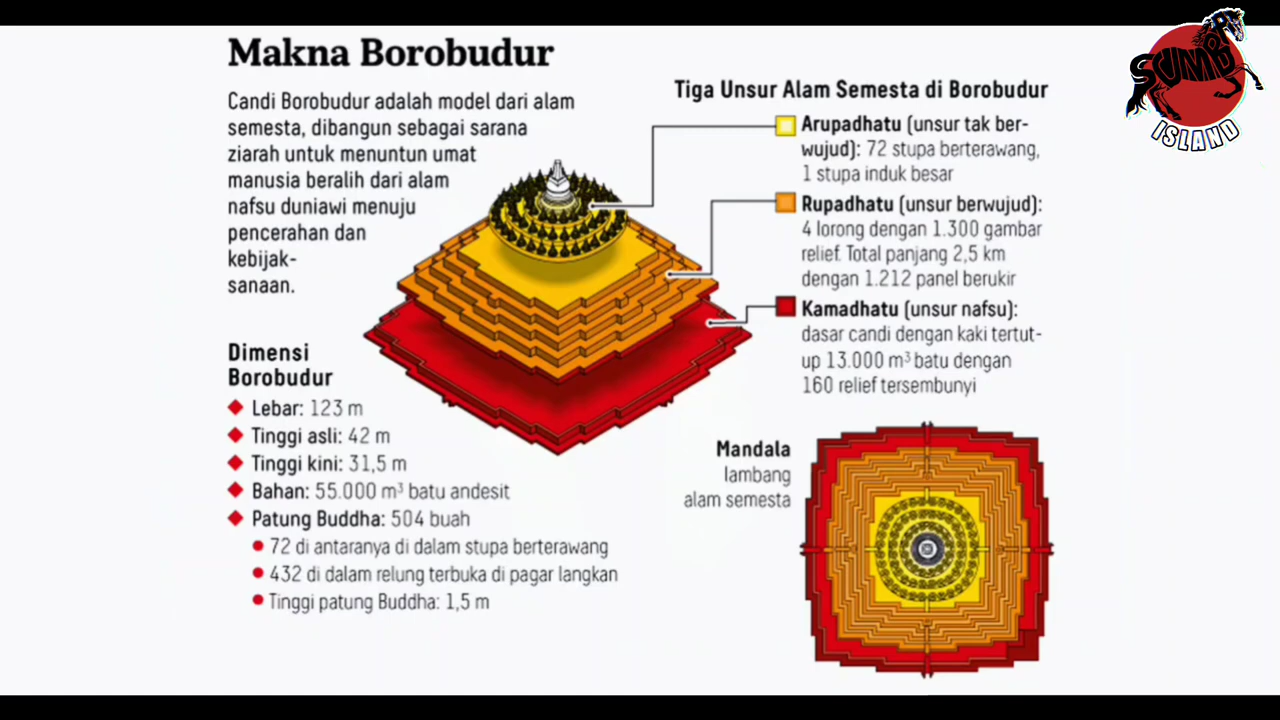 Makna Borobudur
Candi Borobudur adalah model dari alam
semesta, dibangun sebagai sarana
ziarah untuk menuntun umat
manusia beralih dari alam
nafsu duniawi menuju
pencerahan dan
kebijak-
sanaan.
Dimensi
Borobudur
Lebar: 123 m
Tinggi asli: 42 m
Tinggi kini: 31,5 m
Bahan: 55.000 m³ batu andesit
Patung Buddha: 504 buah
72 di antaranya di dalam stupa berterawang
432 di dalam relung terbuka di pagar langkan
Tinggi patung Buddha: 1,5 m
Tiga Unsur Alam Semesta di Borobudur
Arupadhatu (unsur tak ber-
wujud): 72 stupa berterawang,
1 stupa induk besar
Rupadhatu (unsur berwujud):
4 lorong dengan 1.300 gambar
relief. Total panjang 2,5 km
dengan 1.212 panel berukir
Kamadhatu (unsur nafsu):
dasar candi dengan kaki tertut-
up 13.000 m³ batu dengan
160 relief tersembunyi
Mandala
lambang
alam semesta
SUMBA
ISLAND